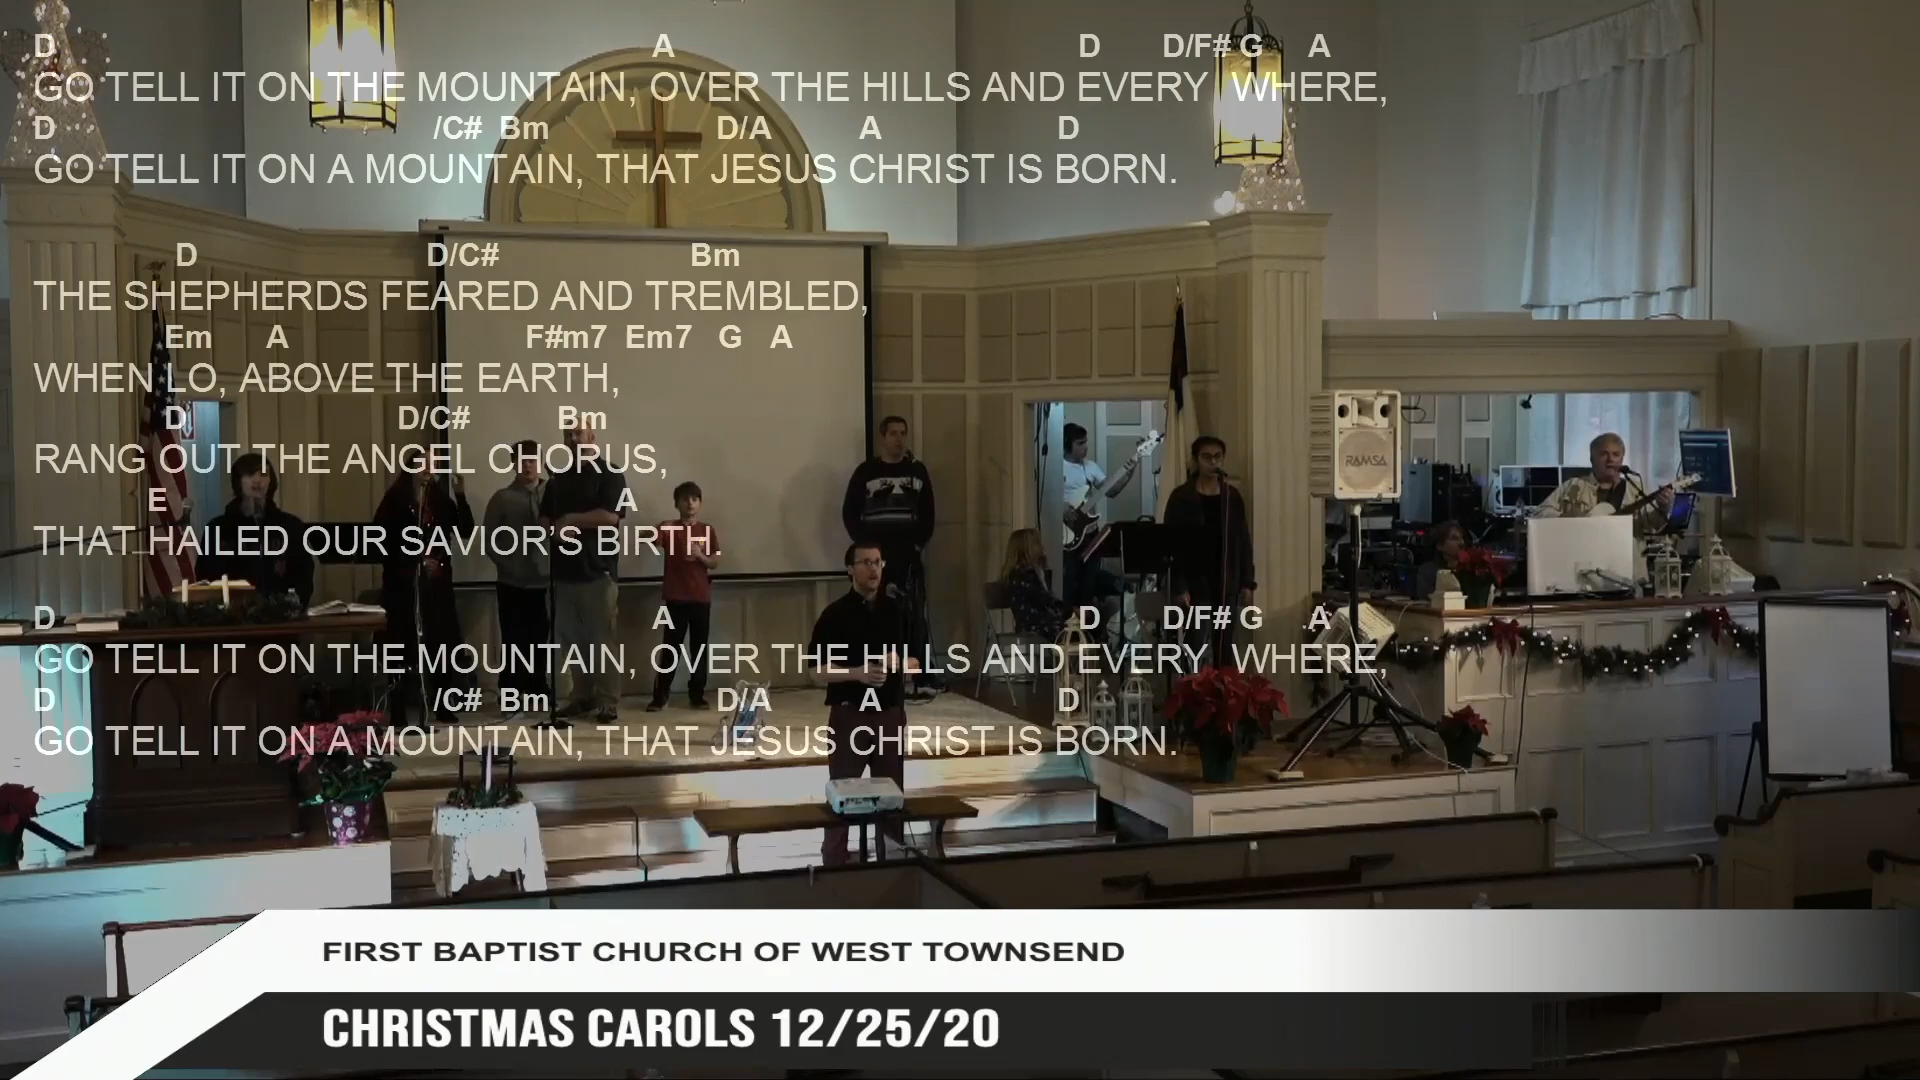 D A D D/F# G A
GO TELL IT ON THE MOUNTAIN, OVER THE HILLS AND EVERY WHERE,
D /C# Bm D/A A D
GO TELL IT ON A MOUNTAIN, THAT JESUS CHRIST IS BORN.
D D/C# Bm
THE SHEPHERDS FEARED AND TREMBLED,
Em A F#m7 Em7 G A
WHEN LO, ABOVE THE EARTH,
D D/C# Bm
RANG OUT THE ANGEL CHORUS,
E A
THAT HAILED OUR SAVIOR’S BIRTH.
D A D D/F# G A
GO TELL IT ON THE MOUNTAIN, OVER THE HILLS AND EVERY WHERE,
D /C# Bm D/A A D
GO TELL IT ON A MOUNTAIN, THAT JESUS CHRIST IS BORN.
RAMSA
FIRST BAPTIST CHURCH OF WEST TOWNSEND
CHRISTMAS CAROLS 12/25/20